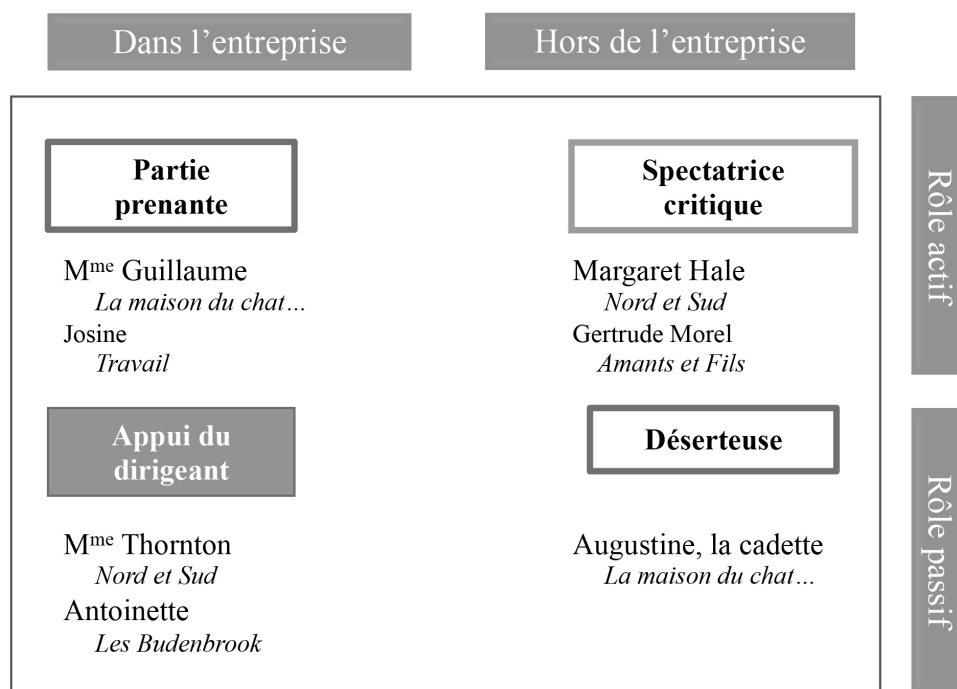 Dans l’entreprise
Hors de l’entreprise
Partie
prenante
Mme Guillaume
La maison du chat…
Josine
Travail
Spectatrice
critique
Margaret Hale
Nord et Sud
Gertrude Morel
Amants et Fils
Rôle actif
Appui du
dirigeant
Mme Thornton
Nord et Sud
Antoinette
Les Budenbrook
Déserteuse
Augustine, la cadette
La maison du chat…
Rôle passif